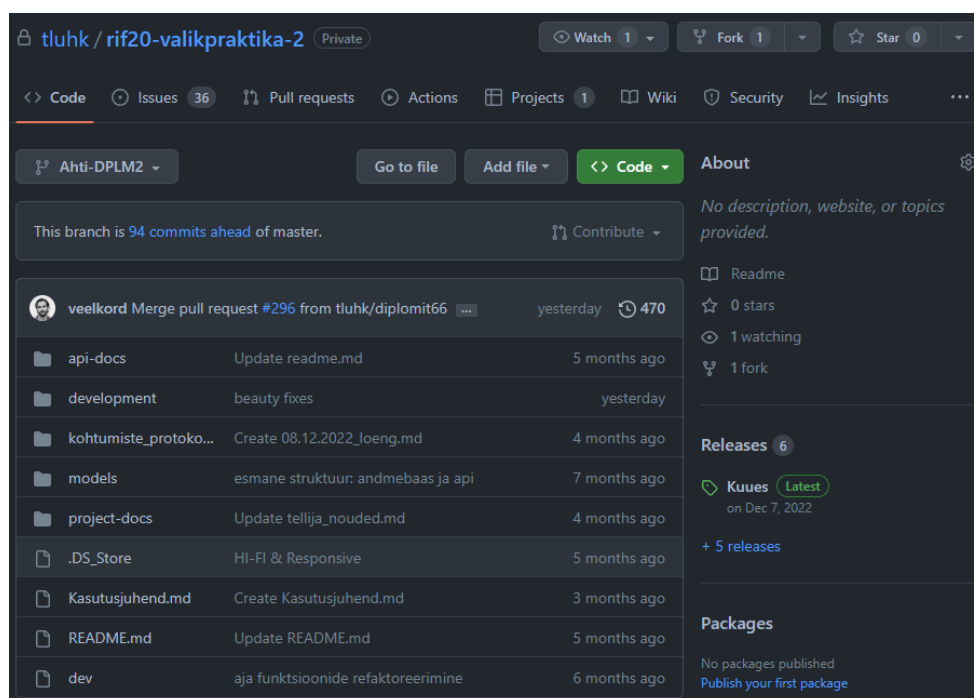 tluhk / rif20-valikpraktika-2 Private Watch 1 Fork 1 Star 0
Code Issues 36 Pull requests Actions Projects 1 Wiki Security Insights ...
Ahti-DPLM2 Go to file Add file <> Code
This branch is 94 commits ahead of master. Contribute
veelkord Merge pull request #296 from tluhk/diplomit66 ... yesterday 470
api-docs Update readme.md 5 months ago
development beauty fixes yesterday
kohtumiste_protoko... Create 08.12.2022_loeng.md 4 months ago
models esmane struktuur: andmebaas ja api 7 months ago
project-docs Update tellija_nouded.md 4 months ago
.DS_Store HI-FI & Responsive 5 months ago
Kasutusjuhend.md Create Kasutusjuhend.md 3 months ago
README.md Update README.md 5 months ago
dev aja funktsioonide refaktoreerimine 6 months ago
About
No description, website, or topics
provided.
Readme
0 stars
1 watching
1 fork
Releases 6
Kuues Latest
on Dec 7, 2022
+ 5 releases
Packages
No packages published
Publish your first package